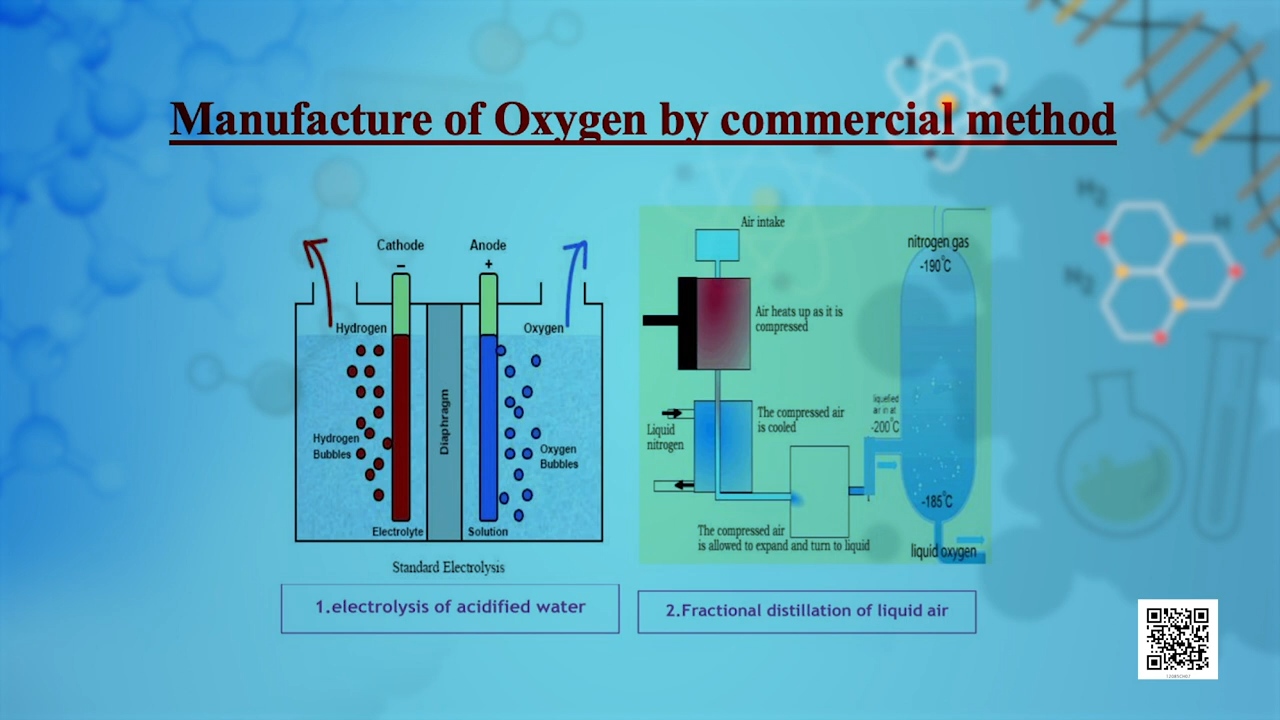 Manufacture of Oxygen by commercial method
Cathode
Anode
−
+
Hydrogen
Oxygen
Diaphragm
Hydrogen
Bubbles
Oxygen
Bubbles
Electrolyte
Solution
Standard Electrolysis
1.electrolysis of acidified water
Air intake
Air heats up as it is
compressed
The compressed air
is cooled
Liquid
nitrogen
The compressed air
is allowed to expand and turn to liquid
liquefied
air in at
-200°C
nitrogen gas
-190°C
-185°C
liquid oxygen
2.Fractional distillation of liquid air
H₂
H
H₂